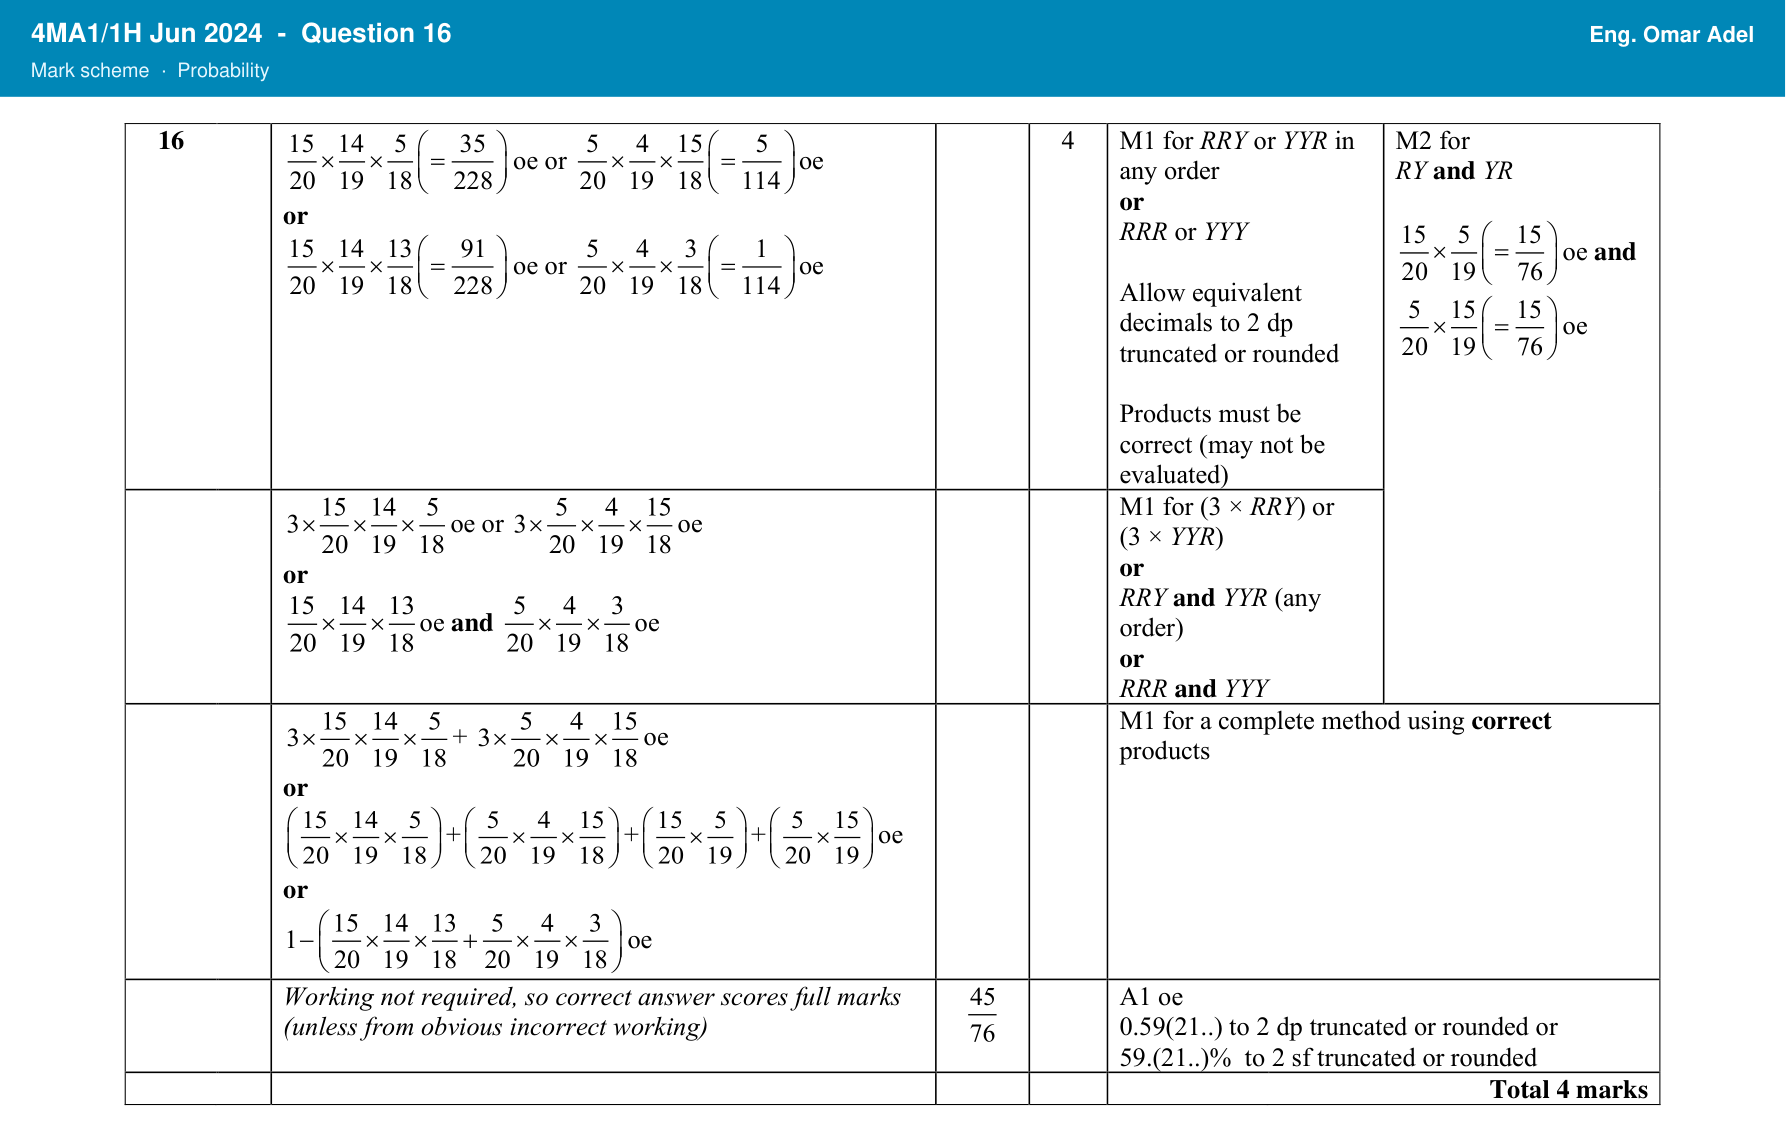 4MA1/1H Jun 2024 - Question 16
Eng. Omar Adel
Mark scheme · Probability
16
15/20 × 14/19 × 5/18 (= 35/228) oe or 5/20 × 4/19 × 15/18 (= 5/114) oe
or
15/20 × 14/19 × 13/18 (= 91/228) oe or 5/20 × 4/19 × 3/18 (= 1/114) oe
4
M1 for RRY or YYR in
any order
or
RRR or YYY
Allow equivalent
decimals to 2 dp
truncated or rounded
Products must be
correct (may not be
evaluated)
M2 for
RY and YR
15/20 × 5/19 (= 15/76) oe and
5/20 × 15/19 (= 15/76) oe
3 × 15/20 × 14/19 × 5/18 oe or 3 × 5/20 × 4/19 × 15/18 oe
or
15/20 × 14/19 × 13/18 oe and 5/20 × 4/19 × 3/18 oe
M1 for (3 × RRY) or
(3 × YYR)
or
RRY and YYR (any
order)
or
RRR and YYY
3 × 15/20 × 14/19 × 5/18 + 3 × 5/20 × 4/19 × 15/18 oe
or
(15/20 × 14/19 × 5/18) + (5/20 × 4/19 × 15/18) + (15/20 × 5/19) + (5/20 × 15/19) oe
or
1 − (15/20 × 14/19 × 13/18 + 5/20 × 4/19 × 3/18) oe
M1 for a complete method using correct
products
Working not required, so correct answer scores full marks
(unless from obvious incorrect working)
45/76
A1 oe
0.59(21..) to 2 dp truncated or rounded or
59.(21..)% to 2 sf truncated or rounded
Total 4 marks